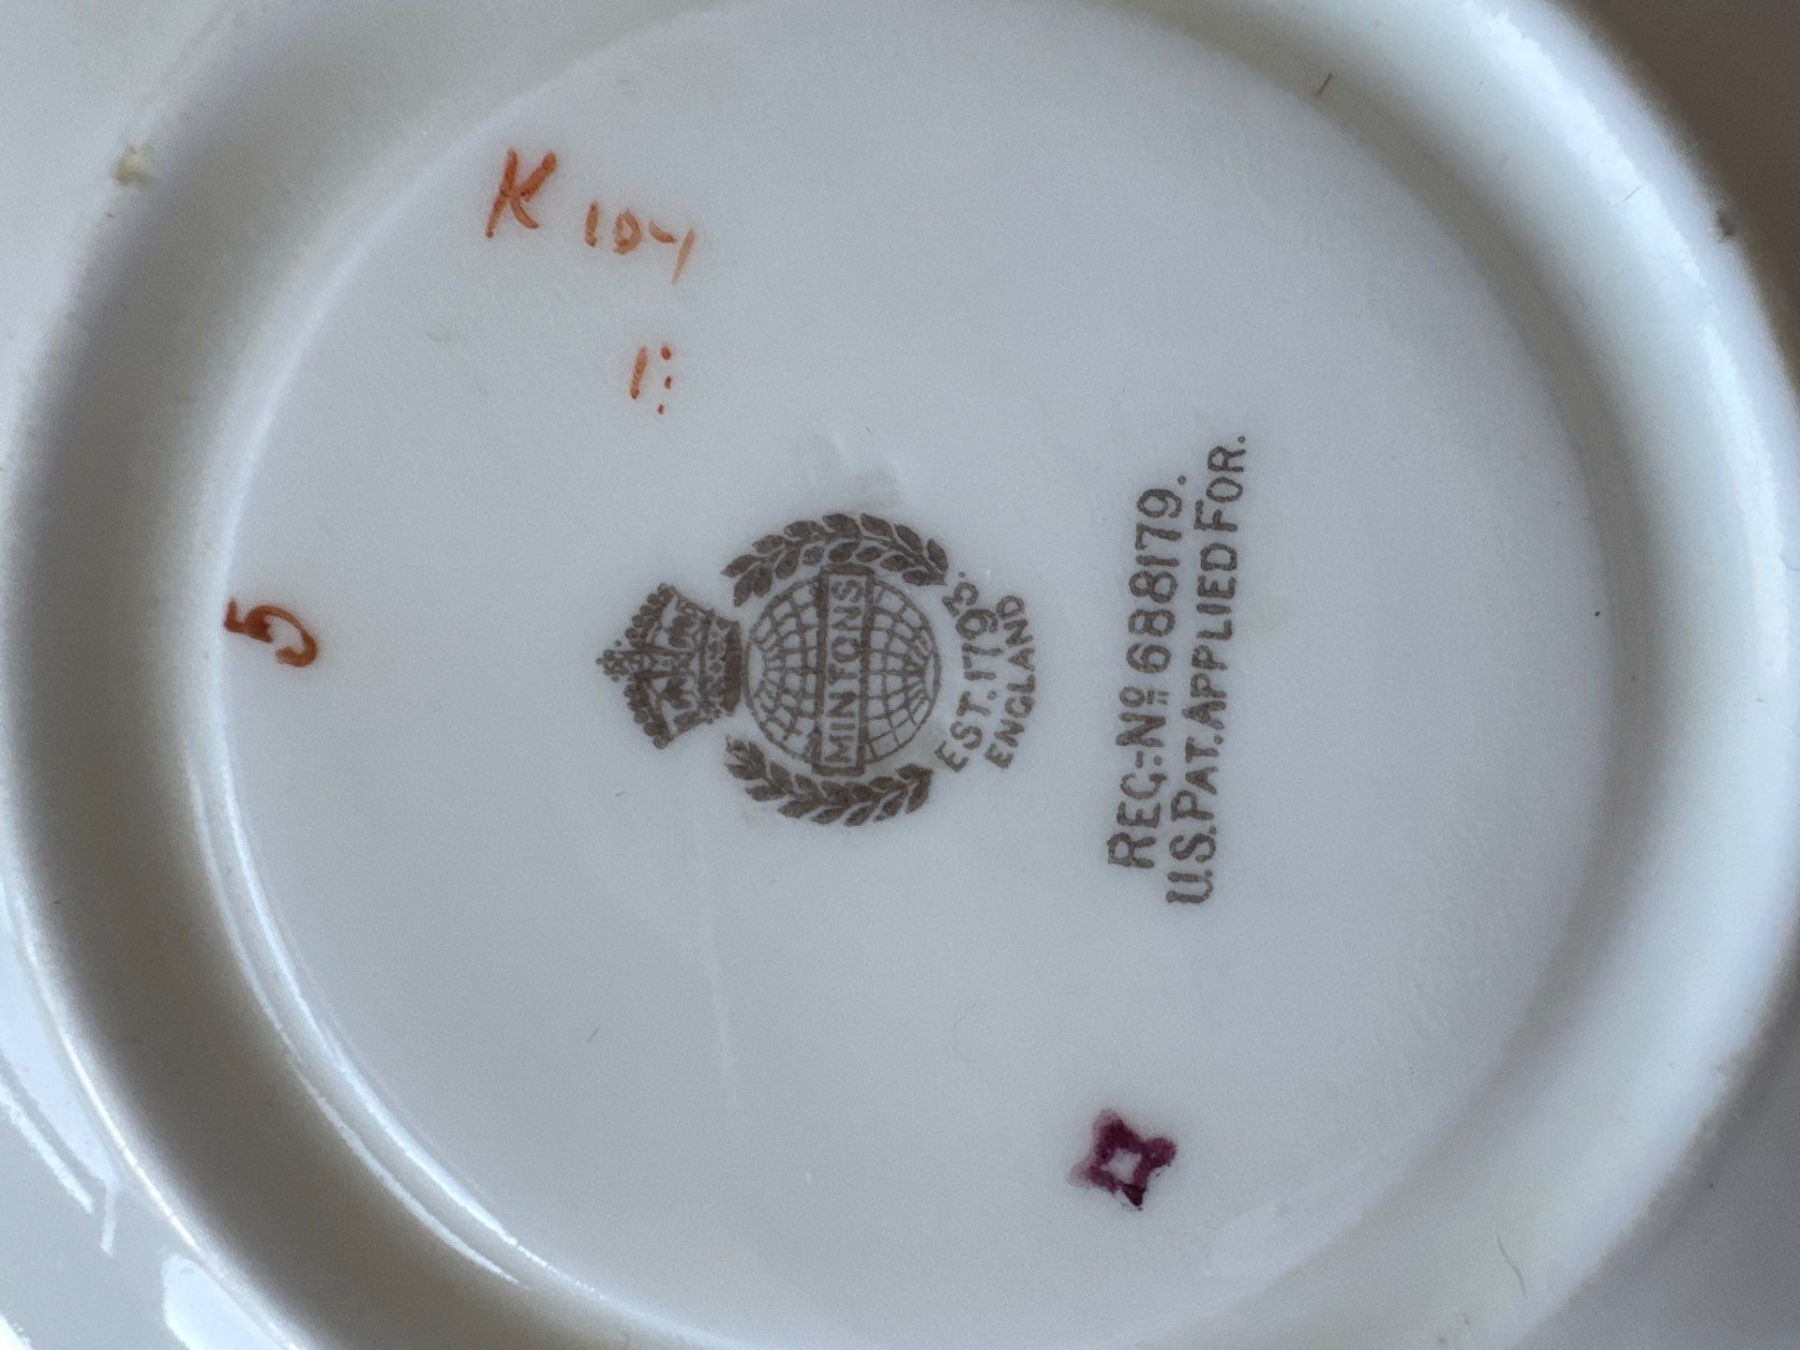 K 104
1:
5
MINTONS
EST. 1793.
ENGLAND
REG: Nº 688179.
U.S. PAT. APPLIED FOR.